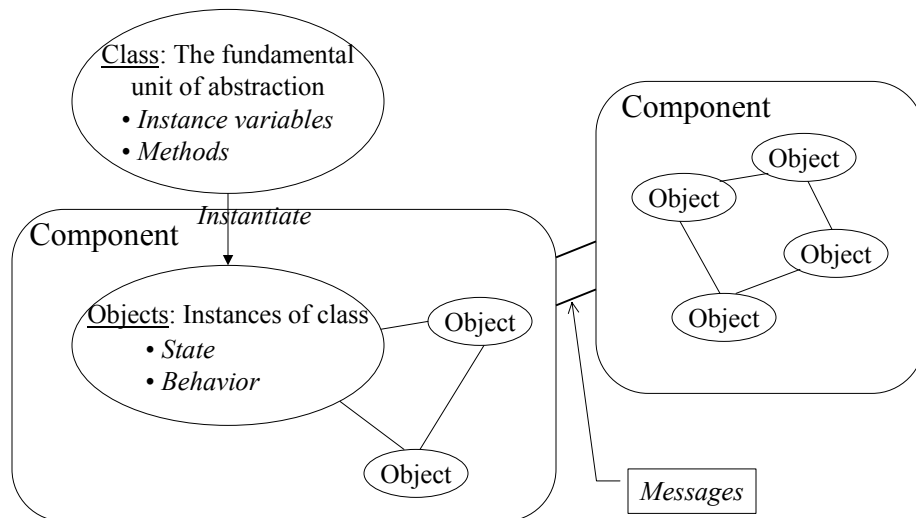 Class: The fundamental
unit of abstraction
• Instance variables
• Methods
Instantiate
Component
Objects: Instances of class
• State
• Behavior
Object
Object
Component
Object
Object
Object
Object
Messages